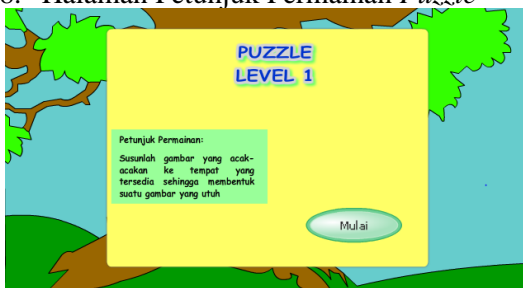 Halaman Petunjuk Permainan Puzzle
PUZZLE
LEVEL 1
Petunjuk Permainan:
Susunlah gambar yang acak-
acakan ke tempat yang
tersedia sehingga membentuk
suatu gambar yang utuh
Mulai